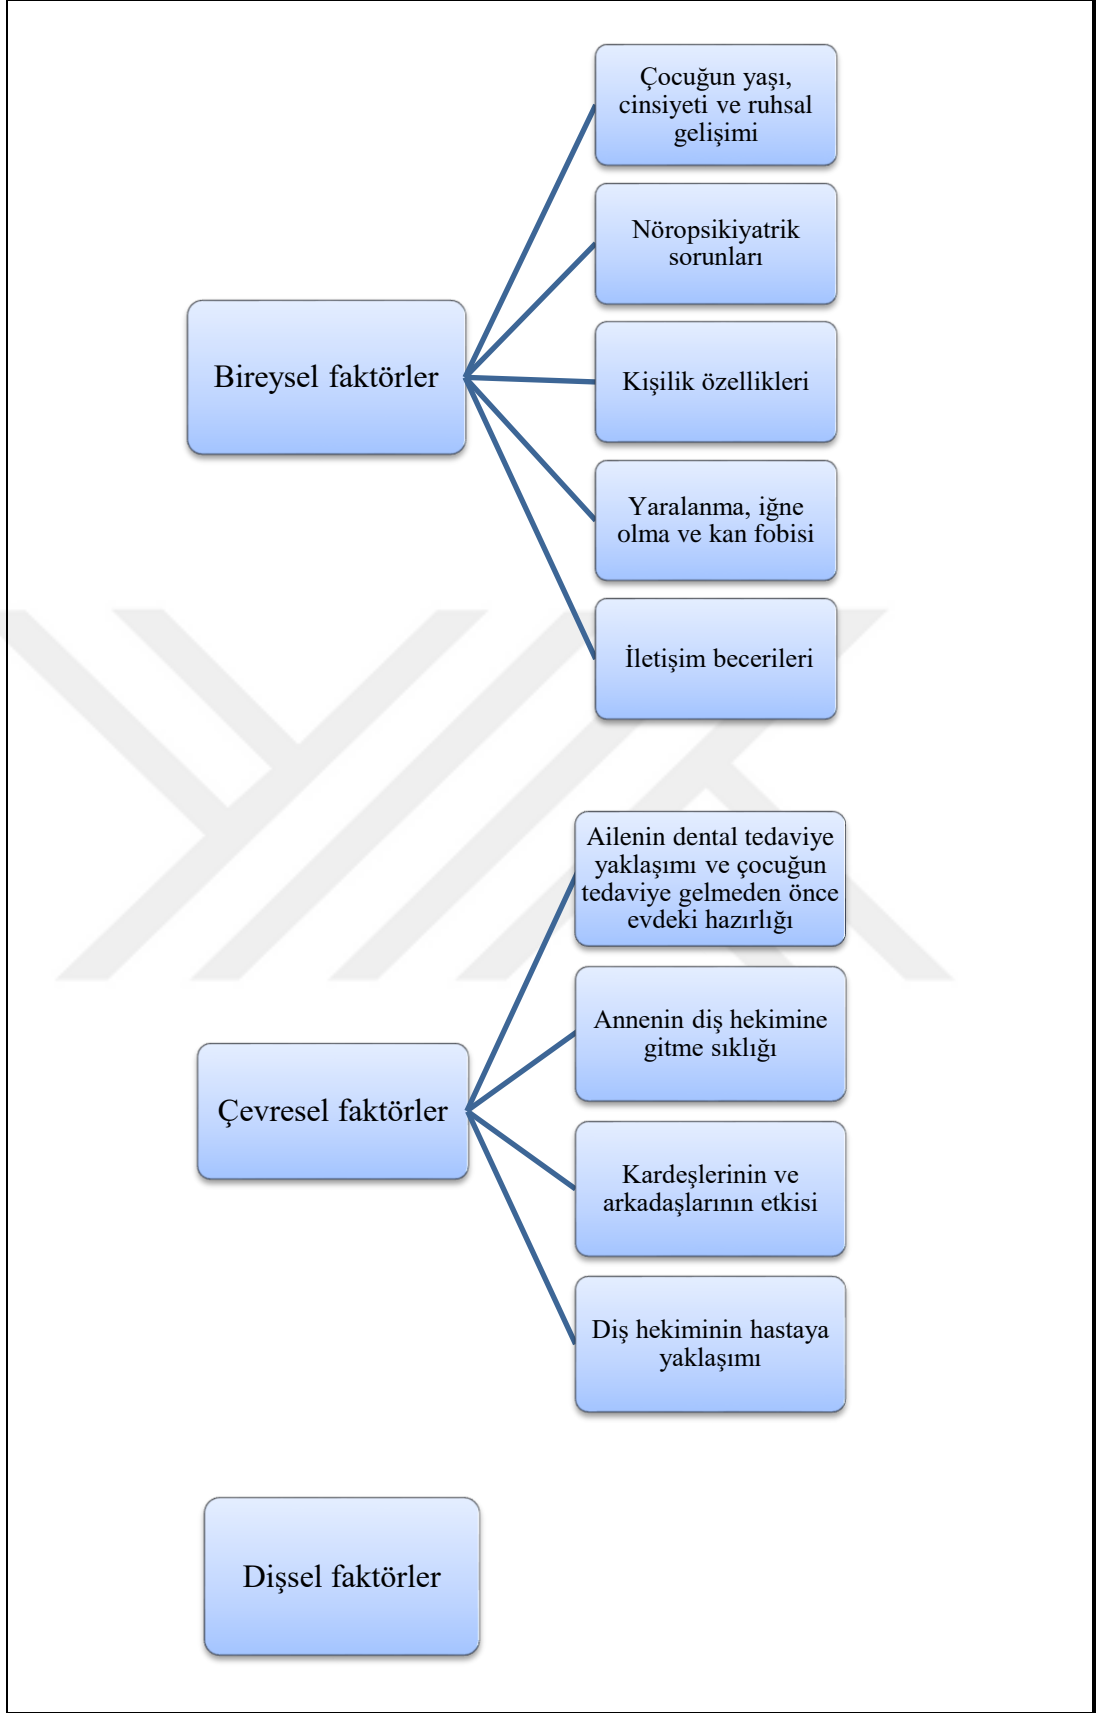 Çocuğun yaşı,
cinsiyeti ve ruhsal
gelişimi
Nöropsikiyatrik
sorunları
Bireysel faktörler
Kişilik özellikleri
Yaralanma, iğne
olma ve kan fobisi
İletişim becerileri
Ailenin dental tedaviye
yaklaşımı ve çocuğun
tedaviye gelmeden önce
evdeki hazırlığı
Annenin diş hekimine
gitme sıklığı
Çevresel faktörler
Kardeşlerinin ve
arkadaşlarının etkisi
Diş hekiminin hastaya
yaklaşımı
Dişsel faktörler